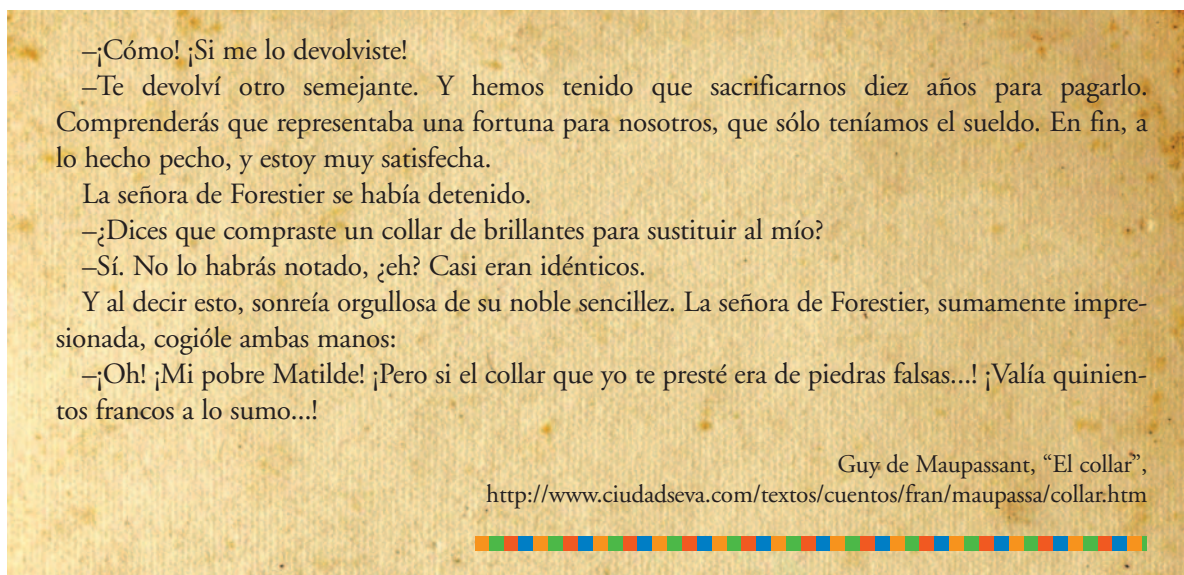 –¡Cómo! ¡Si me lo devolviste!
–Te devolví otro semejante. Y hemos tenido que sacrificarnos diez años para pagarlo.
Comprenderás que representaba una fortuna para nosotros, que sólo teníamos el sueldo. En fin, a
lo hecho pecho, y estoy muy satisfecha.
La señora de Forestier se había detenido.
–¿Dices que compraste un collar de brillantes para sustituir al mío?
–Sí. No lo habrás notado, ¿eh? Casi eran idénticos.
Y al decir esto, sonreía orgullosa de su noble sencillez. La señora de Forestier, sumamente impre-
sionada, cogióle ambas manos:
–¡Oh! ¡Mi pobre Matilde! ¡Pero si el collar que yo te presté era de piedras falsas...! ¡Valía quinien-
tos francos a lo sumo...!
Guy de Maupassant, “El collar”,
http://www.ciudadseva.com/textos/cuentos/fran/maupassa/collar.htm